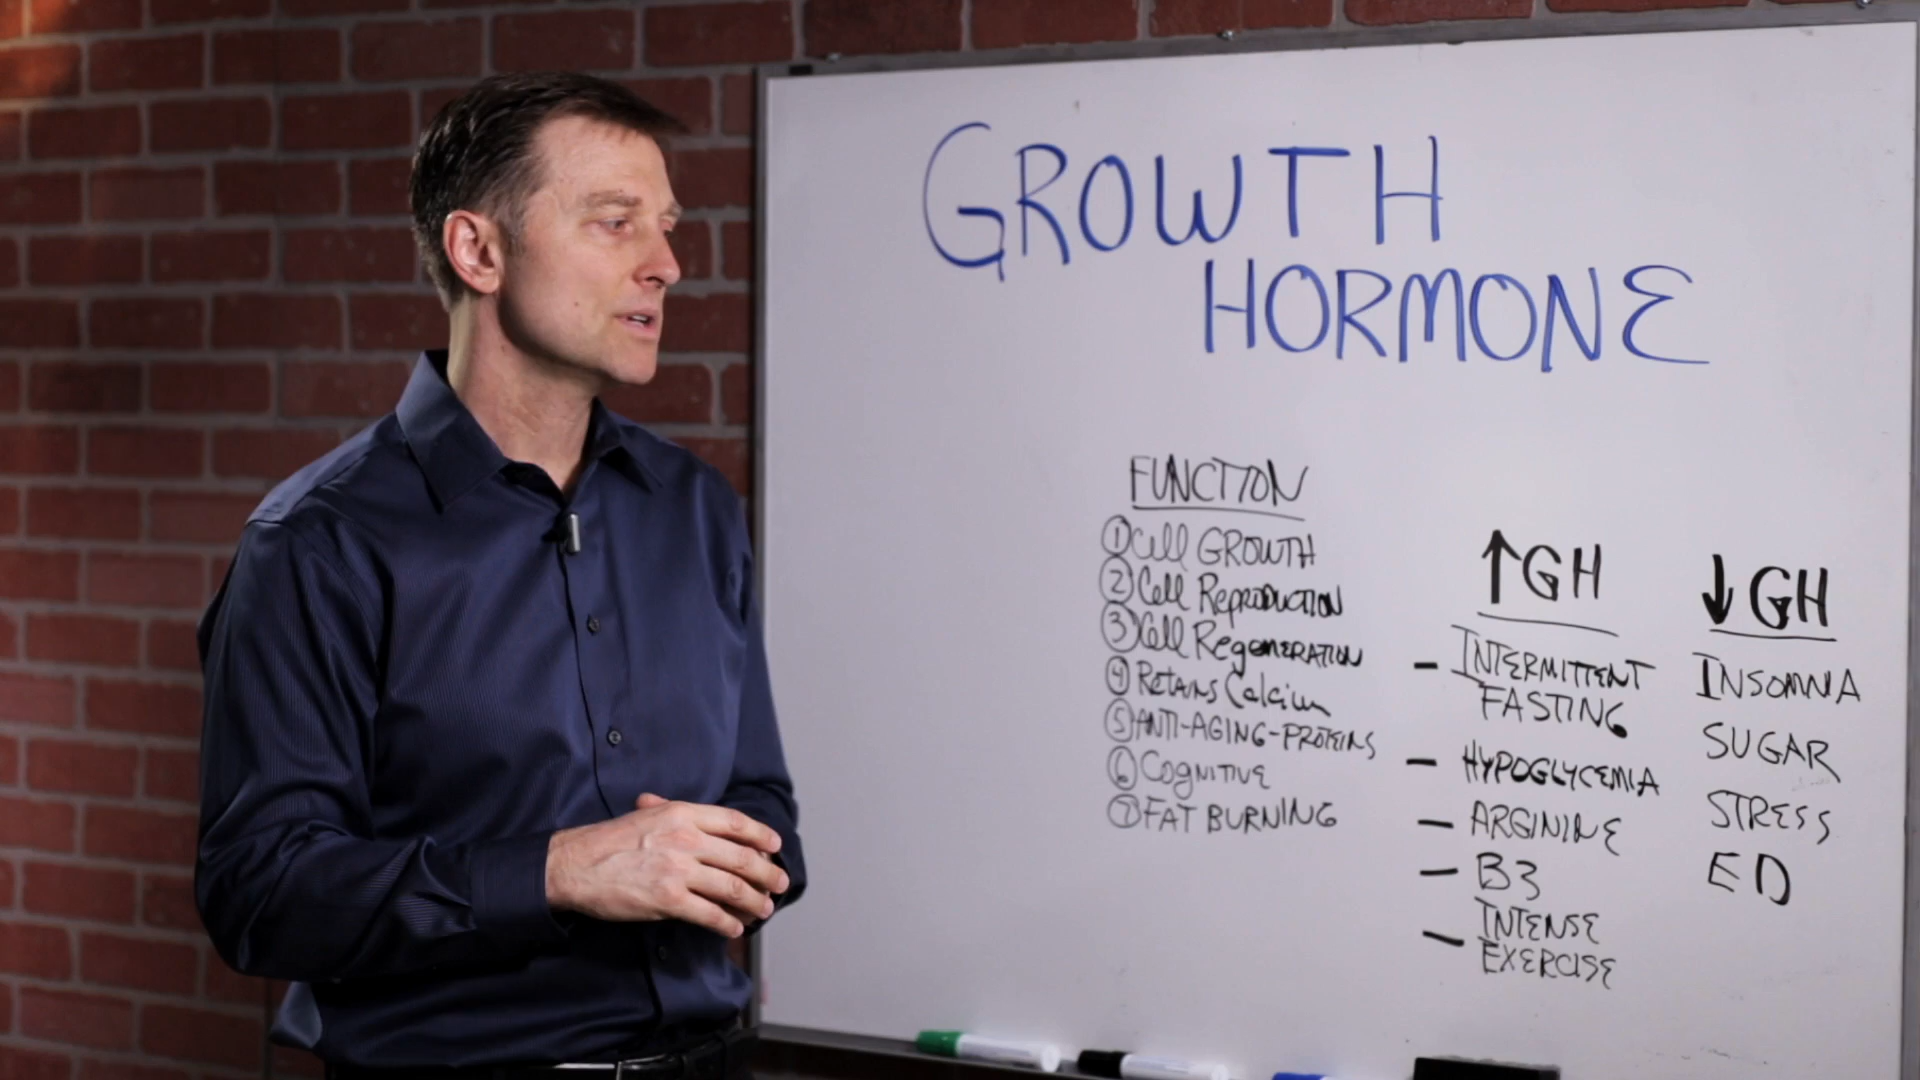 GROWTH
HORMONE
FUNCTION
① Cell GROWTH
② Cell REPRODUCTION
③ Cell RegeneRATION
④ RETAINS Calcium
⑤ ANTI-AGING-PROTEINS
⑥ COGNITIVE
⑦ FAT BURNING
↑GH
- INTERMITTENT
FASTING
- HYPOGLYCEMIA
- ARGININE
- B3
- INTENSE
EXERCISE
↓GH
INSOMNIA
SUGAR
STRESS
ED